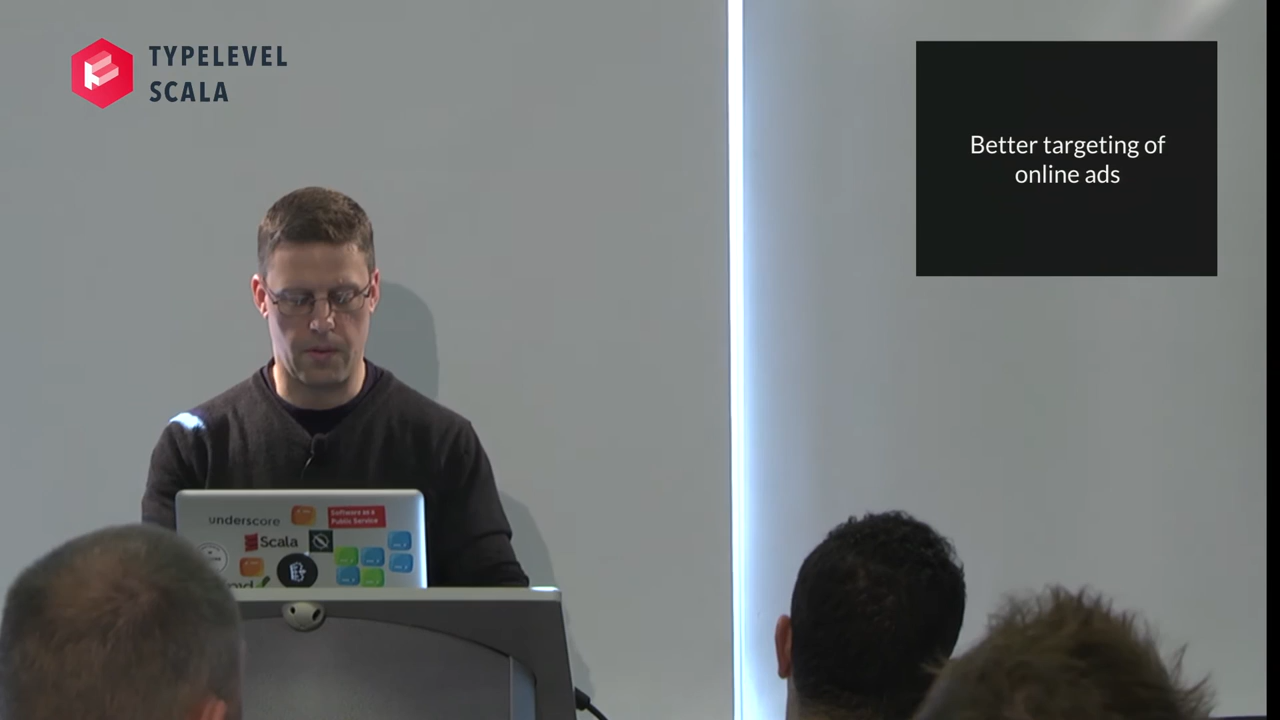 TYPELEVEL
SCALA
Better targeting of
online ads
underscore
Software as a
Public Service
Scala